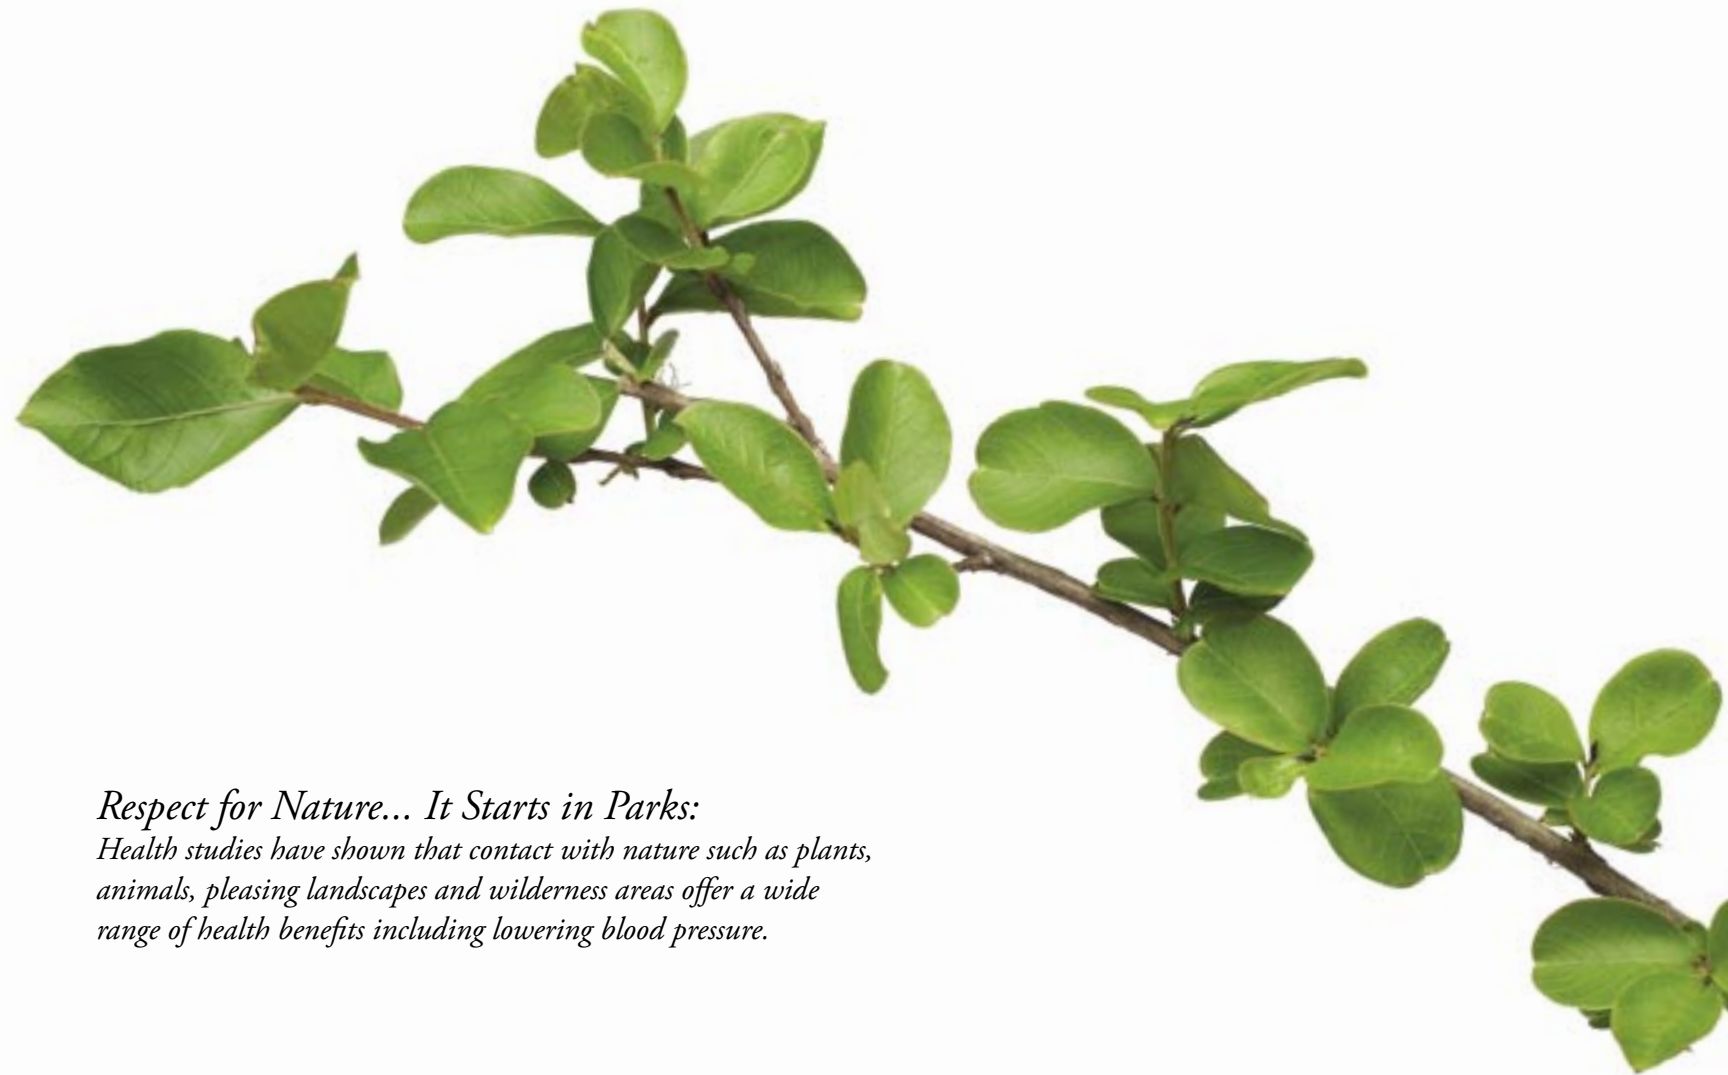 Respect for Nature... It Starts in Parks:
Health studies have shown that contact with nature such as plants,
animals, pleasing landscapes and wilderness areas offer a wide
range of health benefits including lowering blood pressure.